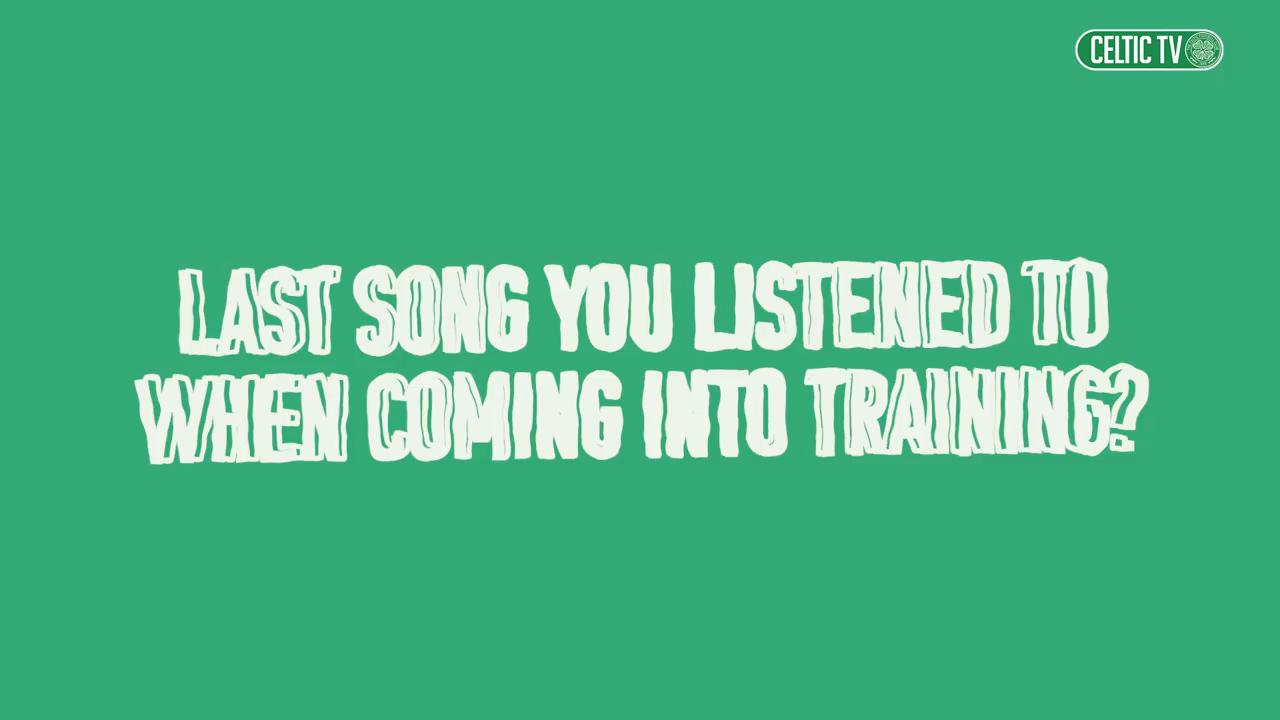 CELTIC TV
LAST SONG YOU LISTENED TO
WHEN COMING INTO TRAINING?